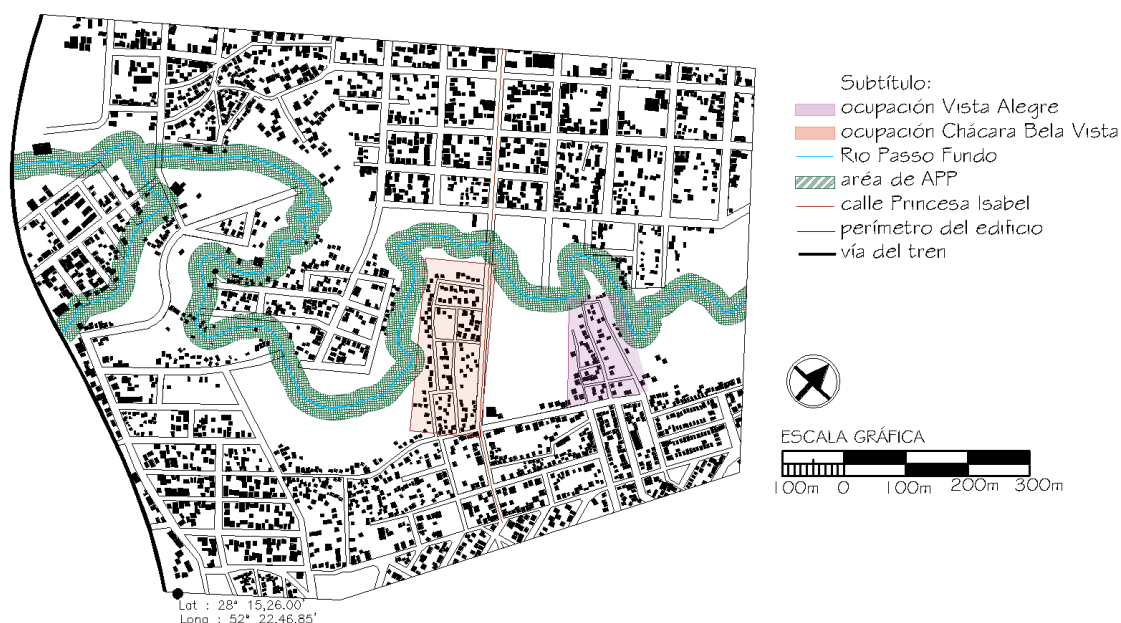 Subtítulo:
ocupación Vista Alegre
ocupación Chácara Bela Vista
Rio Passo Fundo
aréa de APP
calle Princesa Isabel
perímetro del edificio
vía del tren
ESCALA GRÁFICA
100m 0 100m 200m 300m
Lat : 28° 15,26.00'
Long : 52° 22,46.85'